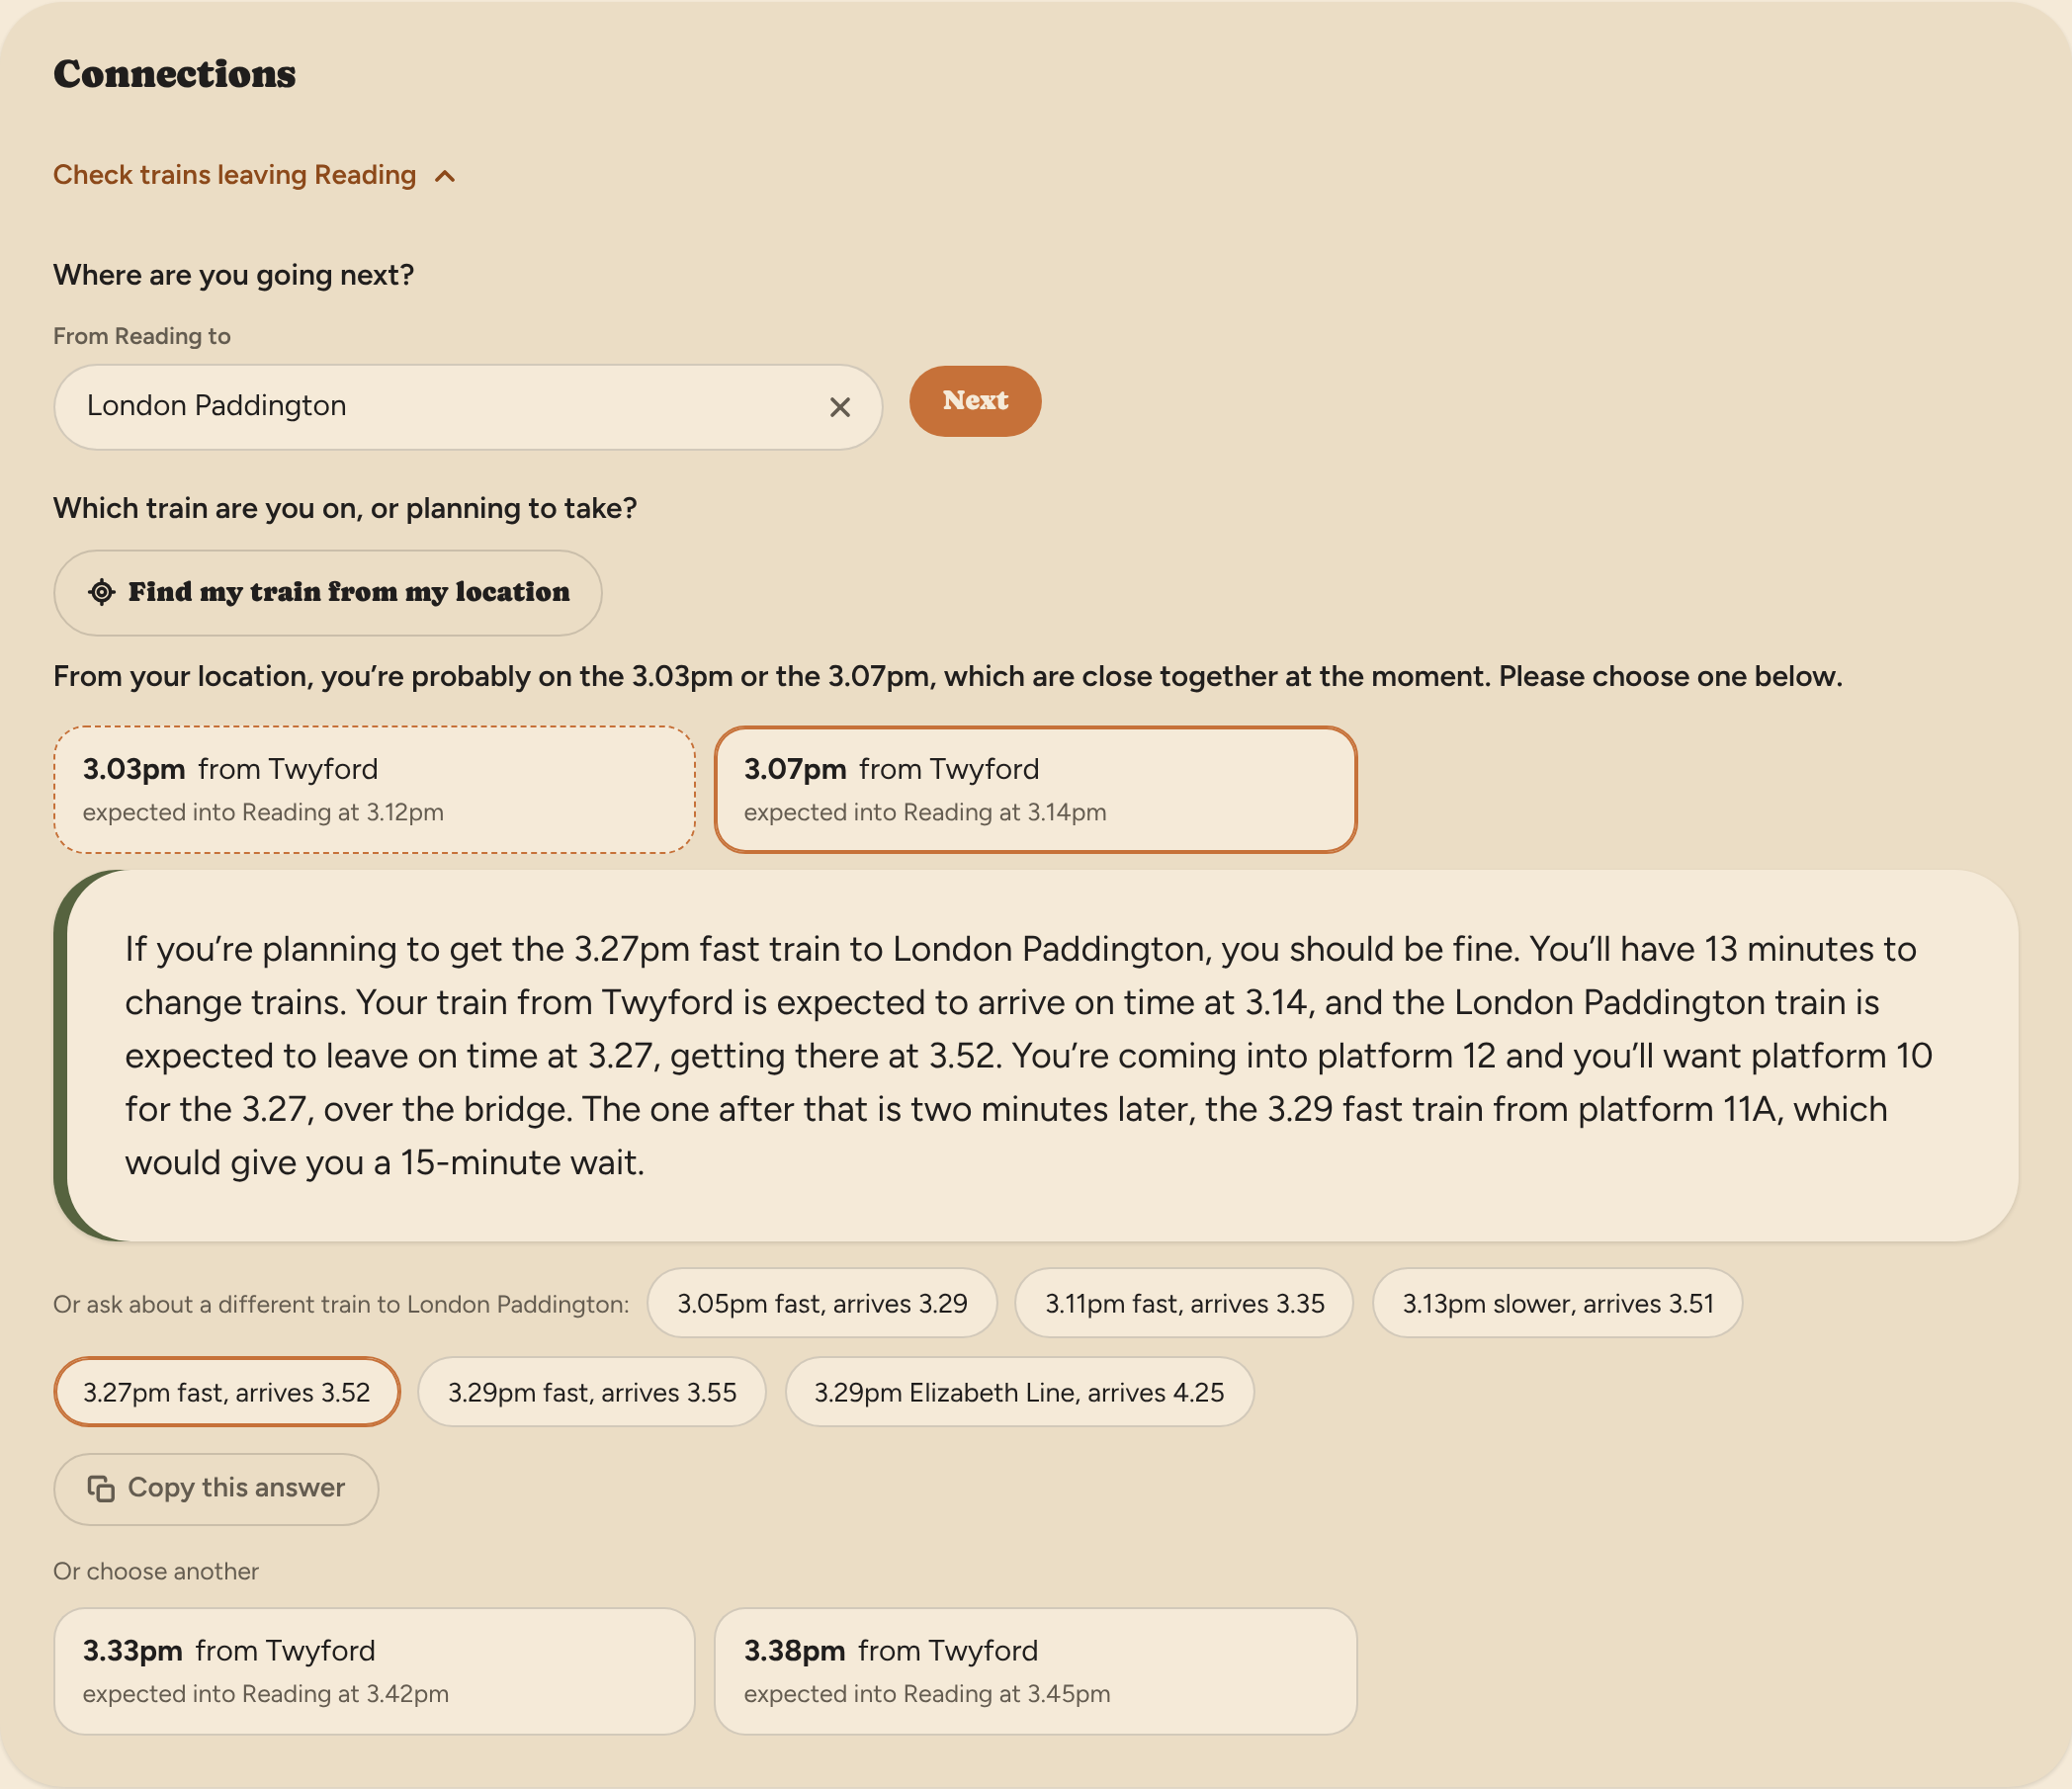 Connections
Check trains leaving Reading
Where are you going next?
From Reading to
London Paddington
Next
Which train are you on, or planning to take?
Find my train from my location
From your location, you’re probably on the 3.03pm or the 3.07pm, which are close together at the moment. Please choose one below.
3.03pm from Twyford
expected into Reading at 3.12pm
3.07pm from Twyford
expected into Reading at 3.14pm
If you’re planning to get the 3.27pm fast train to London Paddington, you should be fine. You’ll have 13 minutes to
change trains. Your train from Twyford is expected to arrive on time at 3.14, and the London Paddington train is
expected to leave on time at 3.27, getting there at 3.52. You’re coming into platform 12 and you’ll want platform 10
for the 3.27, over the bridge. The one after that is two minutes later, the 3.29 fast train from platform 11A, which
would give you a 15-minute wait.
Or ask about a different train to London Paddington:
3.05pm fast, arrives 3.29
3.11pm fast, arrives 3.35
3.13pm slower, arrives 3.51
3.27pm fast, arrives 3.52
3.29pm fast, arrives 3.55
3.29pm Elizabeth Line, arrives 4.25
Copy this answer
Or choose another
3.33pm from Twyford
expected into Reading at 3.42pm
3.38pm from Twyford
expected into Reading at 3.45pm